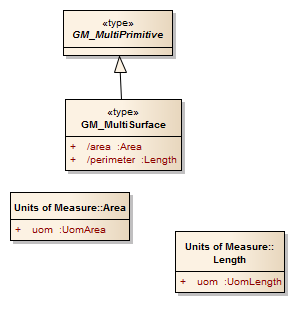 «type»
GM_MultiPrimitive
«type»
GM_MultiSurface
+ /area :Area
+ /perimeter :Length
Units of Measure::Area
+ uom :UomArea
Units of Measure::
Length
+ uom :UomLength